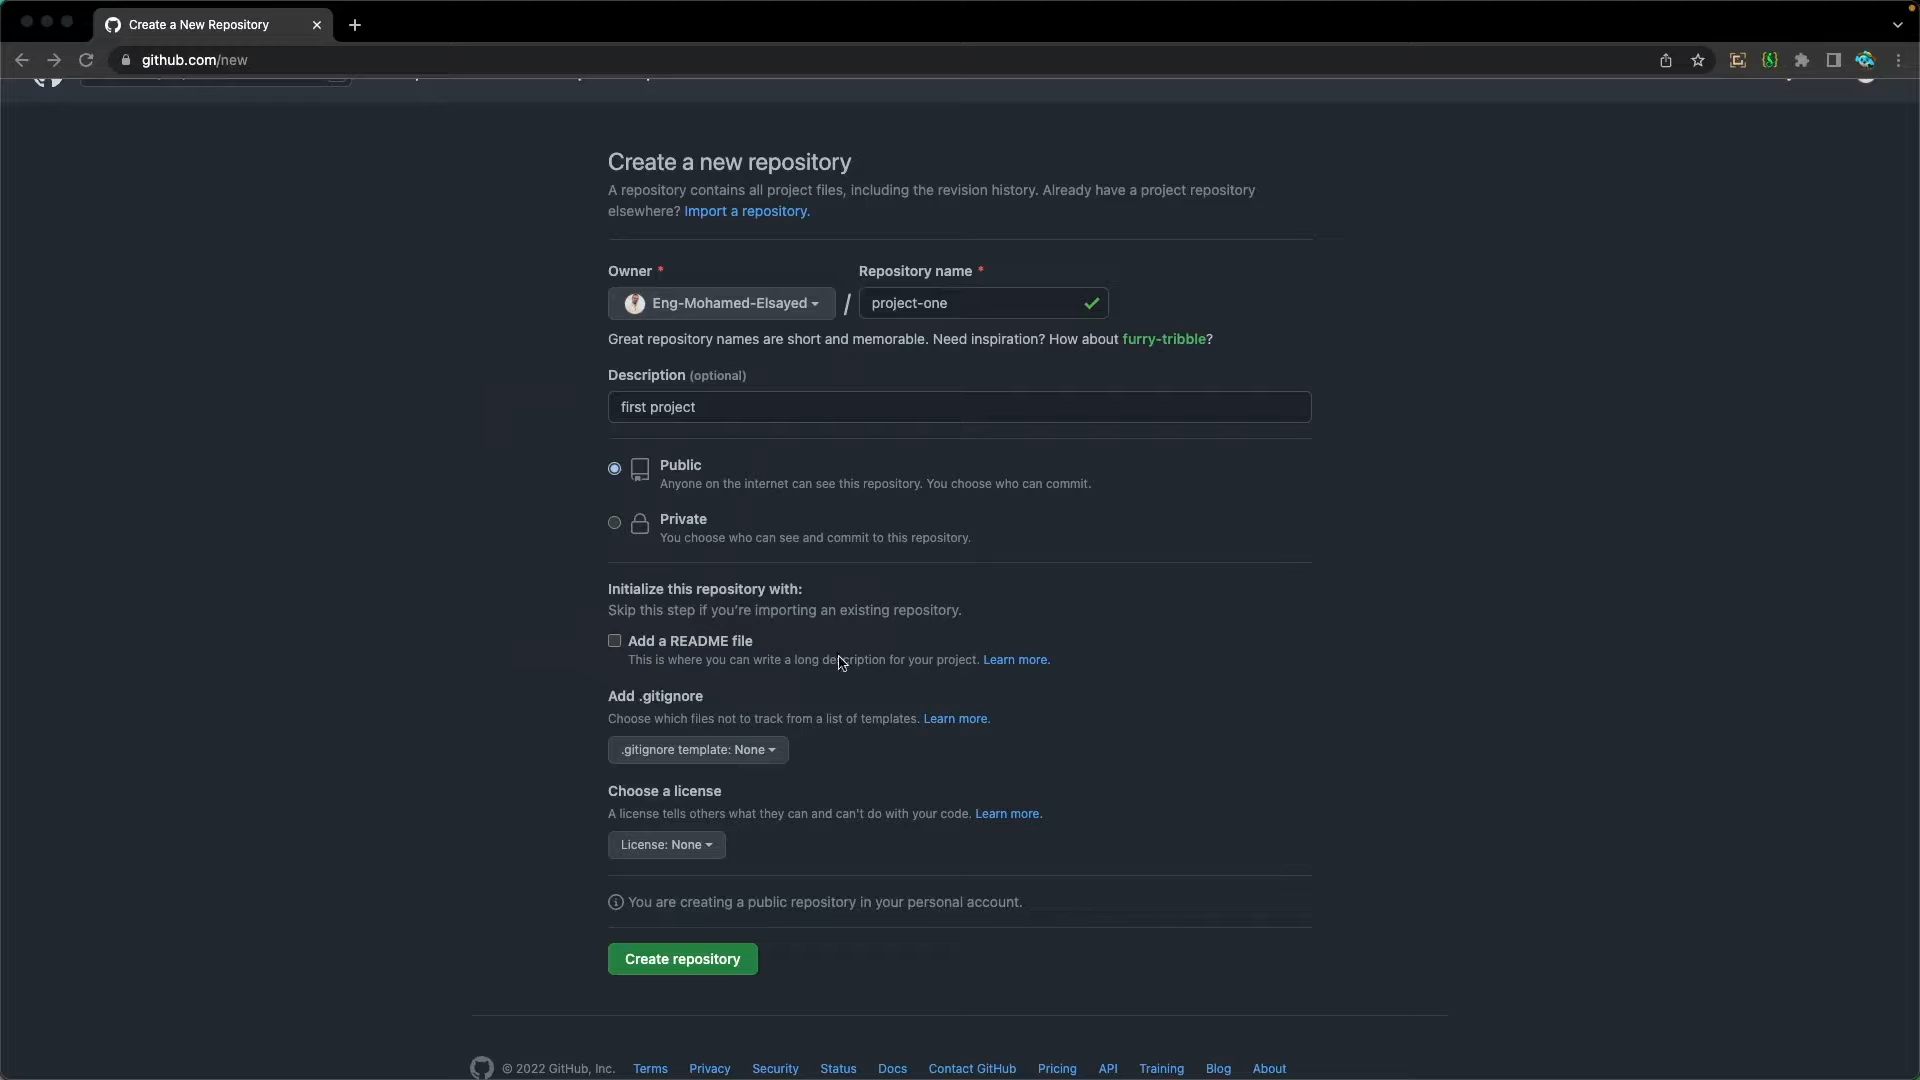 Create a New Repository
github.com/new
Create a new repository
A repository contains all project files, including the revision history. Already have a project repository
elsewhere? Import a repository.
Owner * Repository name *
Eng-Mohamed-Elsayed / project-one
Great repository names are short and memorable. Need inspiration? How about furry-tribble?
Description (optional)
first project
Public
Anyone on the internet can see this repository. You choose who can commit.
Private
You choose who can see and commit to this repository.
Initialize this repository with:
Skip this step if you're importing an existing repository.
Add a README file
This is where you can write a long description for your project. Learn more.
Add .gitignore
Choose which files not to track from a list of templates. Learn more.
.gitignore template: None
Choose a license
A license tells others what they can and can't do with your code. Learn more.
License: None
You are creating a public repository in your personal account.
Create repository
© 2022 GitHub, Inc. Terms Privacy Security Status Docs Contact GitHub Pricing API Training Blog About